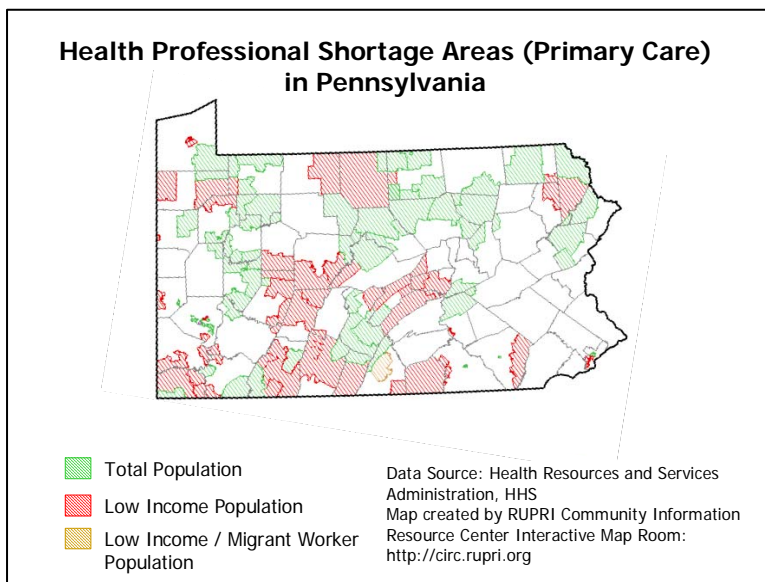 Health Professional Shortage Areas (Primary Care)
in Pennsylvania
Total Population
Low Income Population
Low Income / Migrant Worker
Population
Data Source: Health Resources and Services
Administration, HHS
Map created by RUPRI Community Information
Resource Center Interactive Map Room:
http://circ.rupri.org